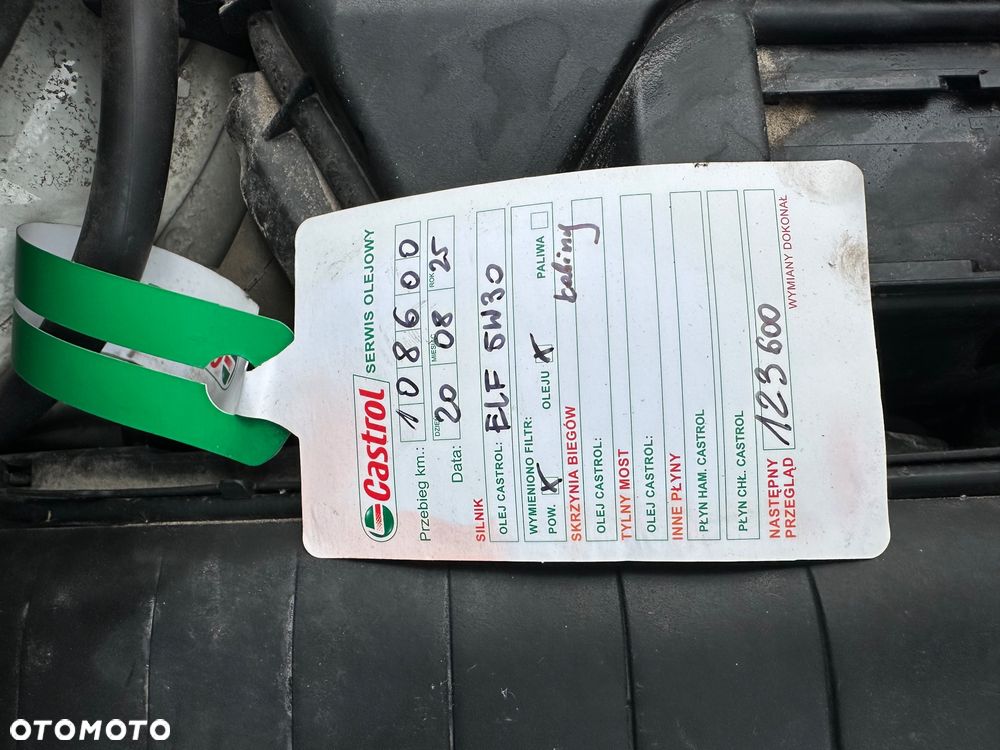 Castrol SERWIS OLEJOWY
Przebieg km.: 108600
DZIEŃ MIESIĄC ROK
Data: 20 08 25
SILNIK
OLEJ CASTROL: ELF 5W30
WYMIENIONO FILTR:
POW. X OLEJU X PALIWA
kabiny
SKRZYNIA BIEGÓW
OLEJ CASTROL:
TYLNY MOST
OLEJ CASTROL:
INNE PŁYNY
PŁYN HAM. CASTROL
PŁYN CHŁ. CASTROL
NASTĘPNY
PRZEGLĄD 123600
WYMIANY DOKONAŁ
OTOMOTO